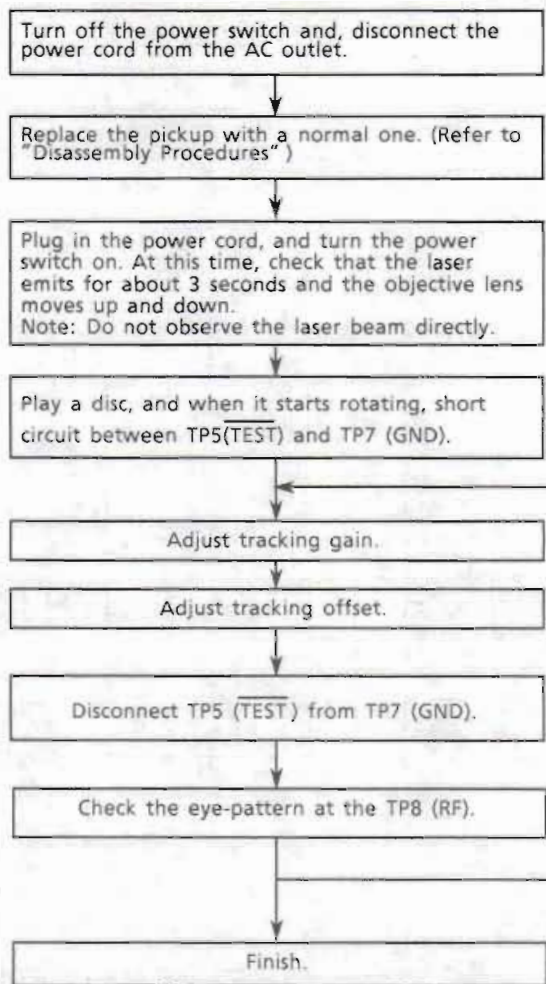 Turn off the power switch and, disconnect the
power cord from the AC outlet.
Replace the pickup with a normal one. (Refer to
"Disassembly Procedures")
Plug in the power cord, and turn the power
switch on. At this time, check that the laser
emits for about 3 seconds and the objective lens
moves up and down.
Note: Do not observe the laser beam directly.
Play a disc, and when it starts rotating, short
circuit between TP5(TEST) and TP7 (GND).
Adjust tracking gain.
Adjust tracking offset.
Disconnect TP5 (TEST) from TP7 (GND).
Check the eye-pattern at the TP8 (RF).
Finish.